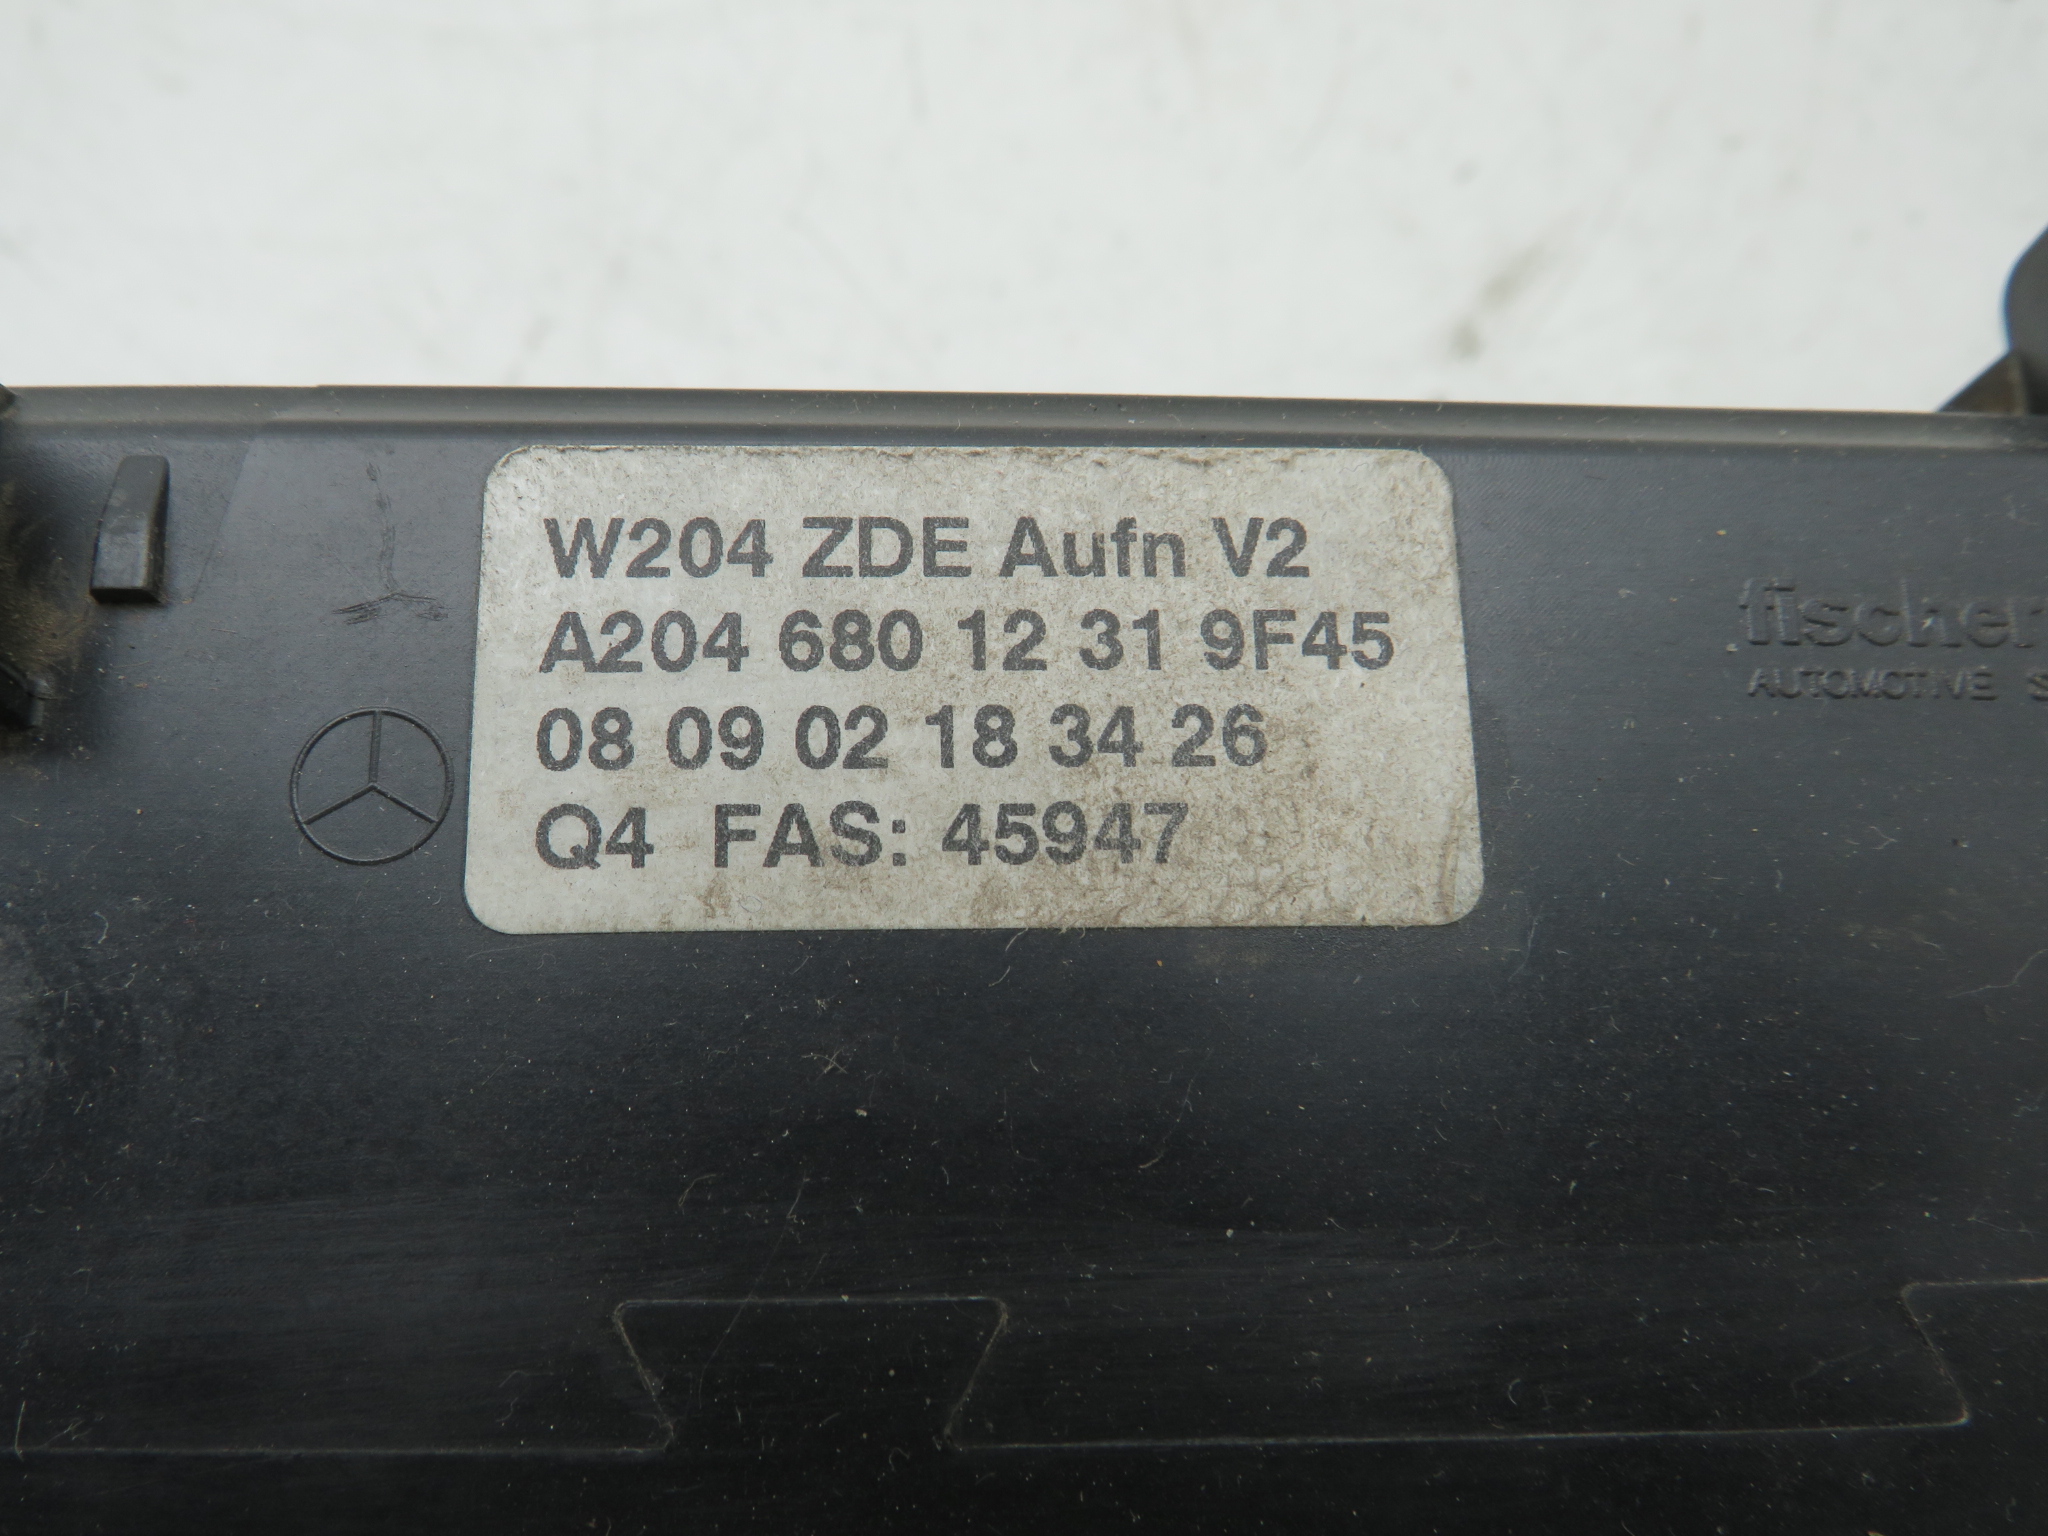 W204 ZDE Aufn V2
A204 680 12 31 9F45
08 09 02 18 34 26
Q4 FAS: 45947
fischer
AUTOMOTIVE S